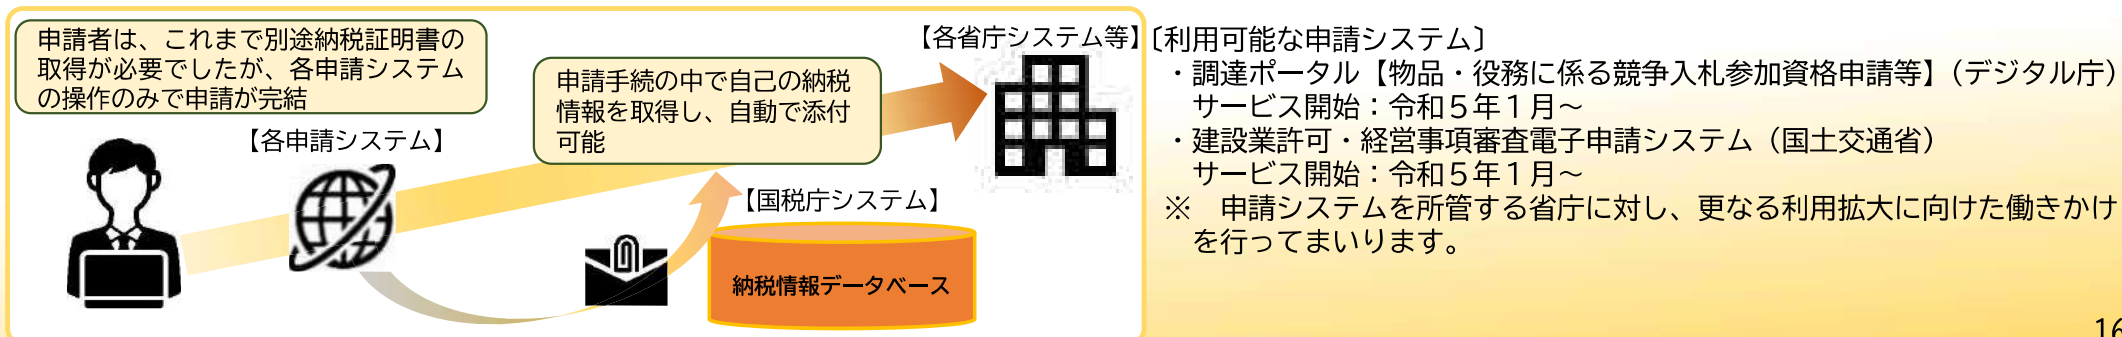 申請者は、これまで別途納税証明書の
取得が必要でしたが、各申請システム
の操作のみで申請が完結
【各申請システム】
申請手続の中で自己の納税
情報を取得し、自動で添付
可能
【各省庁システム等】
【国税庁システム】
納税情報データベース
〔利用可能な申請システム〕
・調達ポータル【物品・役務に係る競争入札参加資格申請等】（デジタル庁）
サービス開始：令和５年１月～
・建設業許可・経営事項審査電子申請システム（国土交通省）
サービス開始：令和５年１月～
※　申請システムを所管する省庁に対し、更なる利用拡大に向けた働きかけ
を行ってまいります。
16